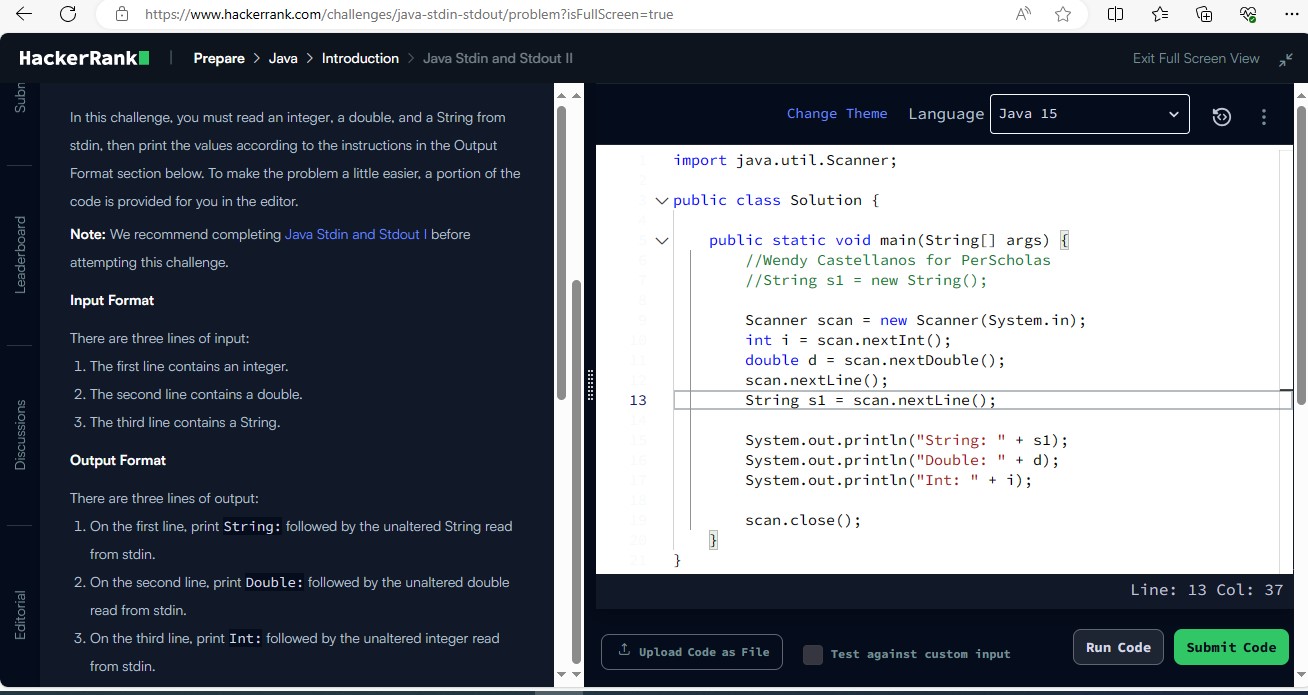 https://www.hackerrank.com/challenges/java-stdin-stdout/problem?isFullScreen=true
HackerRank | Prepare > Java > Introduction > Java Stdin and Stdout II
Exit Full Screen View
Leaderboard
Discussions
Editorial
In this challenge, you must read an integer, a double, and a String from
stdin, then print the values according to the instructions in the Output
Format section below. To make the problem a little easier, a portion of the
code is provided for you in the editor.
Note: We recommend completing Java Stdin and Stdout I before
attempting this challenge.
Input Format
There are three lines of input:
1. The first line contains an integer.
2. The second line contains a double.
3. The third line contains a String.
Output Format
There are three lines of output:
1. On the first line, print String: followed by the unaltered String read
from stdin.
2. On the second line, print Double: followed by the unaltered double
read from stdin.
3. On the third line, print Int: followed by the unaltered integer read
from stdin.
Change Theme Language Java 15
import java.util.Scanner;
public class Solution {
public static void main(String[] args) {
//Wendy Castellanos for PerScholas
//String s1 = new String();
Scanner scan = new Scanner(System.in);
int i = scan.nextInt();
double d = scan.nextDouble();
scan.nextLine();
13 String s1 = scan.nextLine();
System.out.println("String: " + s1);
System.out.println("Double: " + d);
System.out.println("Int: " + i);
scan.close();
}
}
Line: 13 Col: 37
Upload Code as File
Test against custom input
Run Code
Submit Code